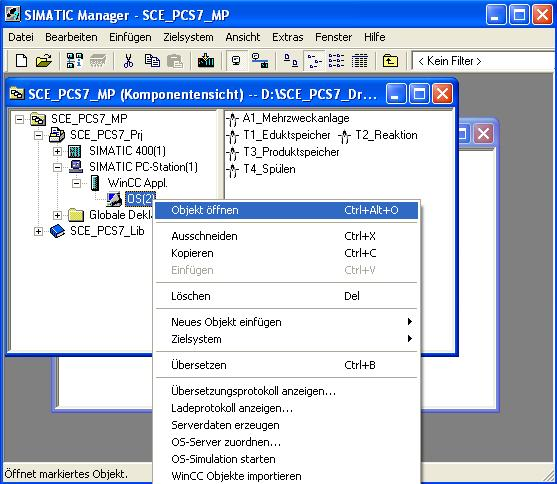 SIMATIC Manager - SCE_PCS7_MP
Datei Bearbeiten Einfügen Zielsystem Ansicht Extras Fenster Hilfe
< Kein Filter >
SCE_PCS7_MP (Komponentensicht) -- D:\SCE_PCS7_Dr...
SCE_PCS7_MP
SCE_PCS7_Prj
SIMATIC 400(1)
SIMATIC PC-Station(1)
WinCC Appl.
OS(2)
Globale Dekl
SCE_PCS7_Lib
A1_Mehrzweckanlage
T1_Eduktspeicher T2_Reaktion
T3_Produktspeicher
T4_Spülen
Objekt öffnen Ctrl+Alt+O
Ausschneiden Ctrl+X
Kopieren Ctrl+C
Einfügen Ctrl+V
Löschen Del
Neues Objekt einfügen
Zielsystem
Übersetzen Ctrl+B
Übersetzungsprotokoll anzeigen...
Ladeprotokoll anzeigen...
Serverdaten erzeugen
OS-Server zuordnen...
OS-Simulation starten
WinCC Objekte importieren
Öffnet markiertes Objekt.